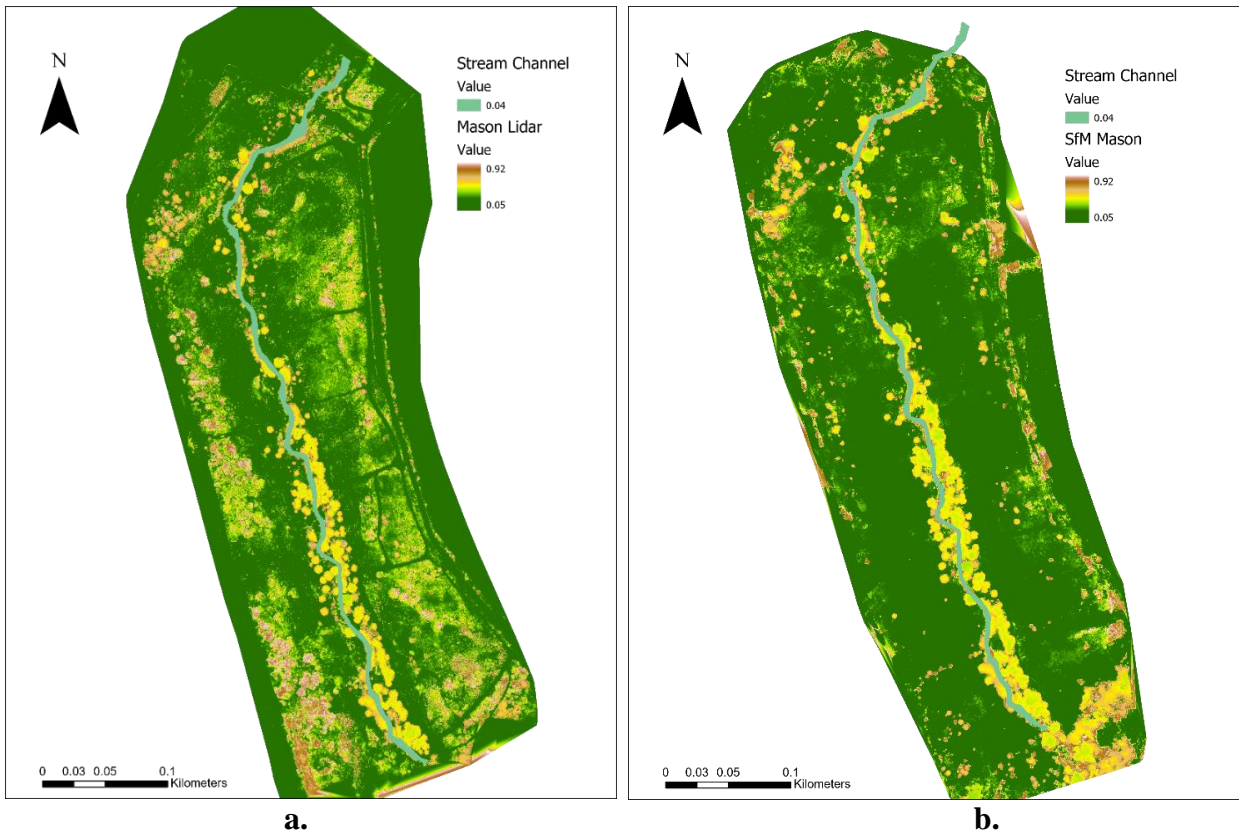 N
Stream Channel
Value
0.04
Mason Lidar
Value
0.92
0.05
0 0.03 0.05 0.1
Kilometers
a.
N
Stream Channel
Value
0.04
SfM Mason
Value
0.92
0.05
0 0.03 0.05 0.1
Kilometers
b.